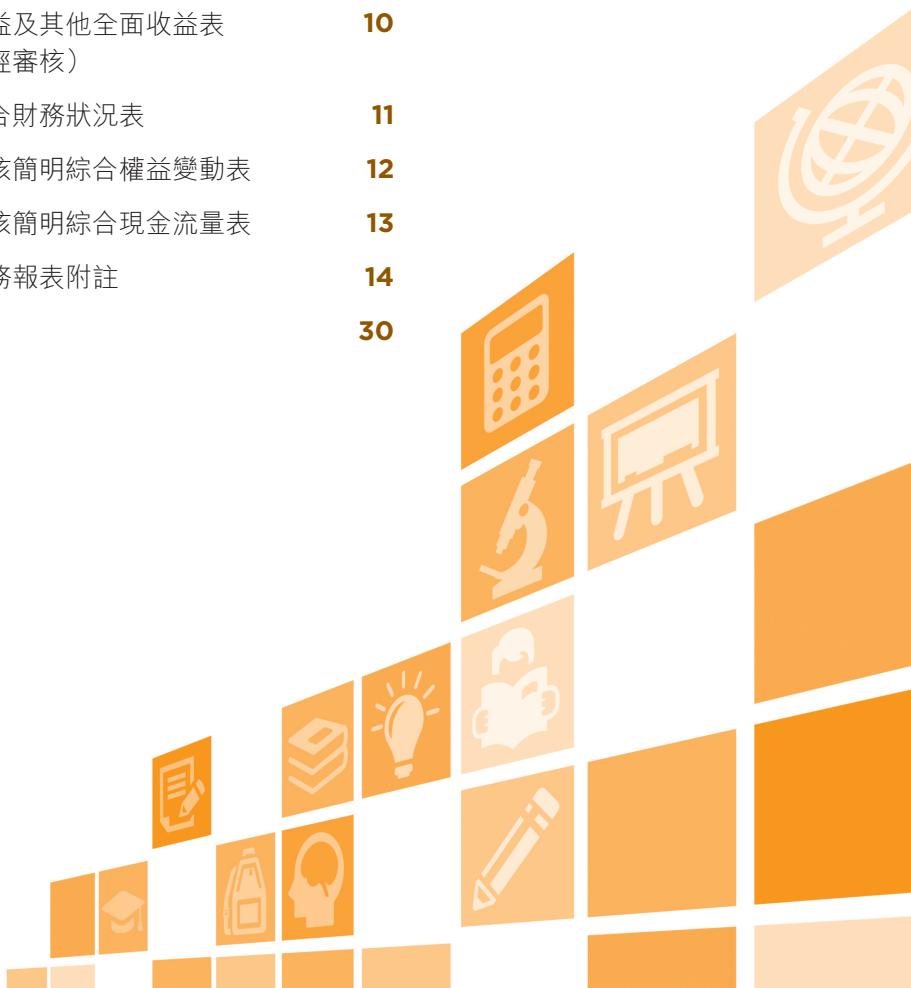 益及其他全面收益表 10
經審核）
合財務狀況表 11
核簡明綜合權益變動表 12
核簡明綜合現金流量表 13
務報表附註 14
30